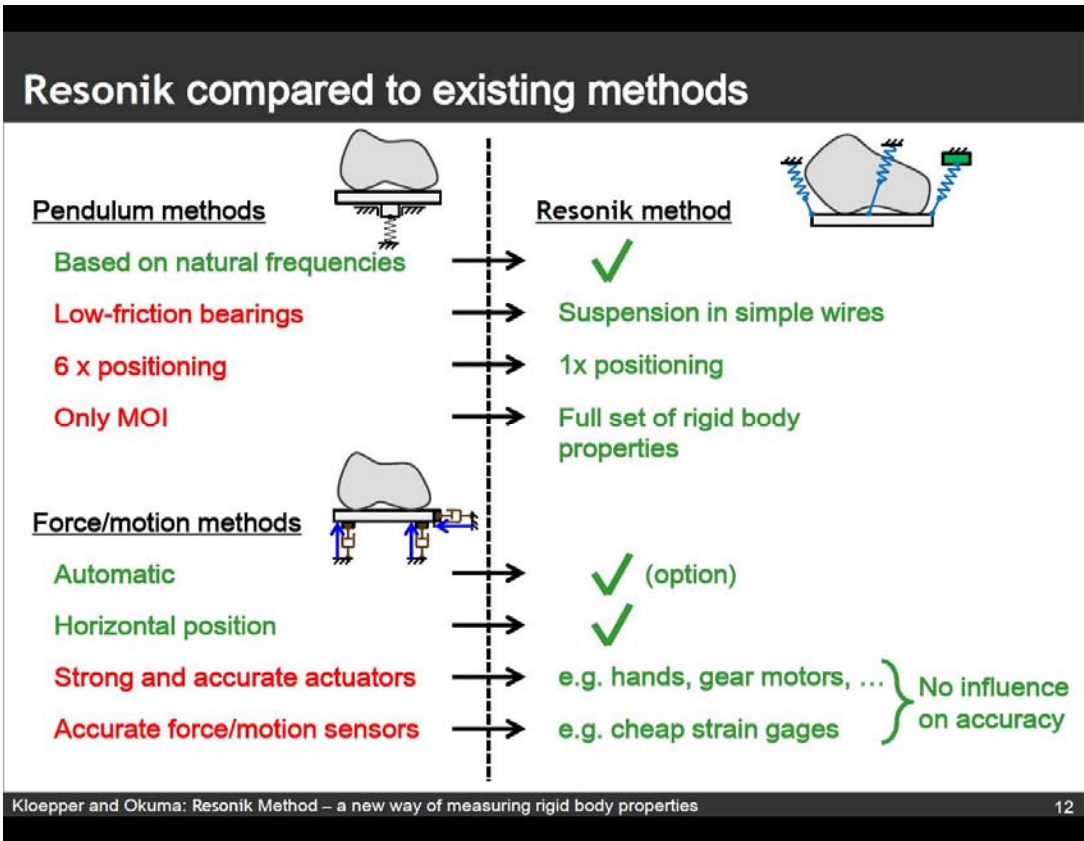 Resonik compared to existing methods
Pendulum methods
Resonik method
Based on natural frequencies
Low-friction bearings
Suspension in simple wires
6 x positioning
1x positioning
Only MOI
Full set of rigid body
properties
Force/motion methods
Automatic
(option)
Horizontal position
Strong and accurate actuators
e.g. hands, gear motors, …
Accurate force/motion sensors
e.g. cheap strain gages
No influence
on accuracy
Kloepper and Okuma: Resonik Method – a new way of measuring rigid body properties
12